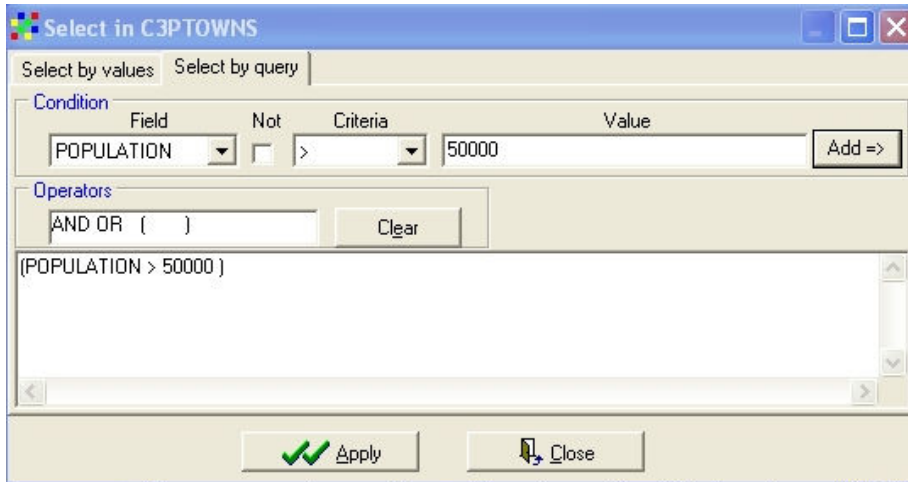 Select in C3PTOWNS
Select by values Select by query
Condition
Field Not Criteria Value
POPULATION > 50000 Add =>
Operators
AND OR ( ) Clear
(POPULATION > 50000 )
Apply Close